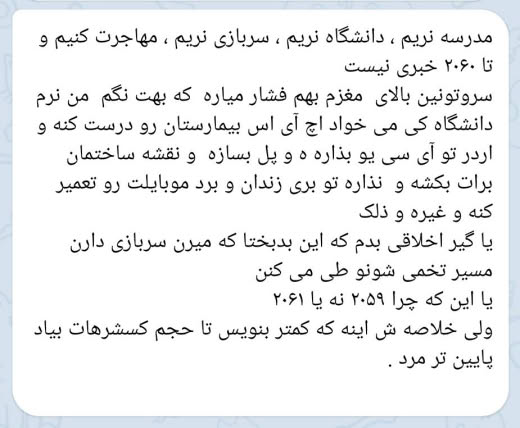 مدرسه نریم ، دانشگاه نریم ، سربازی نریم ، مهاجرت کنیم و
تا ۲۰۶۰ خبری نیست
سروتونین بالای مغزم بهم فشار میاره که بهت نگم من نرم
دانشگاه کی می خواد اچ آی اس بیمارستان رو درست کنه و
اردر تو آی سی یو بذاره ه و پل بسازه و نقشه ساختمان
برات بکشه و نذاره تو بری زندان و برد موبایلت رو تعمیر
کنه و غیره و ذلک
یا گیر اخلاقی بدم که این بدبختا که میرن سربازی دارن
مسیر تخمی شونو طی می کنن
یا این که چرا ۲۰۵۹ نه یا ۲۰۶۱
ولی خلاصه ش اینه که کمتر بنویس تا حجم کسشرهات بیاد
پایین تر مرد .